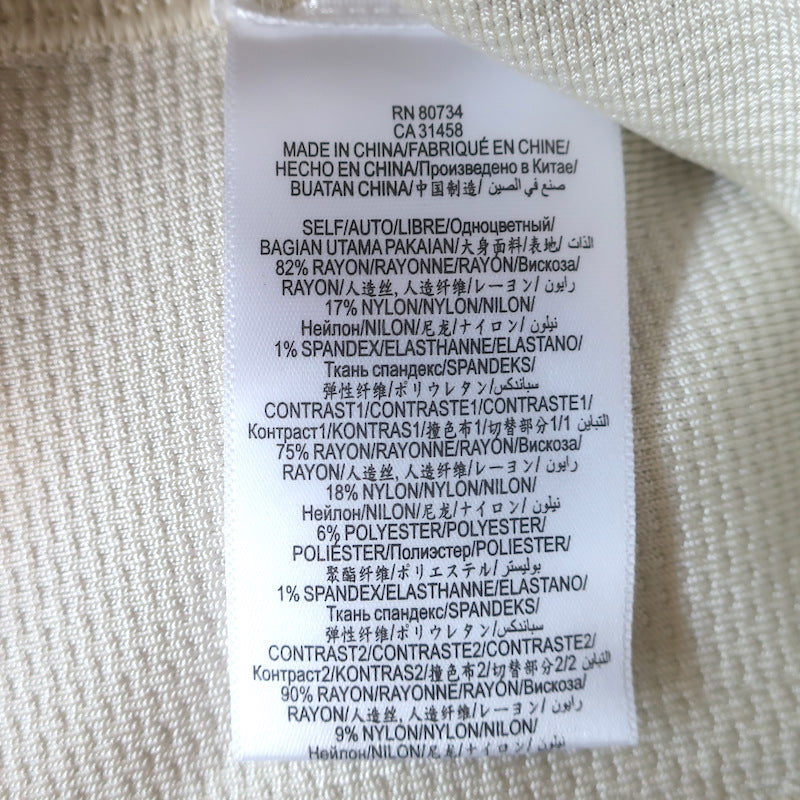 RN 80734
CA 31458
MADE IN CHINA/FABRIQUÉ EN CHINE/
HECHO EN CHINA/Произведено в Китае/
BUATAN CHINA/中国制造/ صنع في الصين
SELF/AUTO/LIBRE/Одноцветный/
BAGIAN UTAMA PAKAIAN/大身面料/表地/ الذات
82% RAYON/RAYONNE/RAYÓN/Вискоза/
RAYON/人造丝, 人造纤维/レーヨン/ رايون
17% NYLON/NYLON/NILON/
Нейлон/NILON/尼龙/ナイロン/ نيلون
1% SPANDEX/ELASTHANNE/ELASTANO/
Ткань спандекс/SPANDEKS/
弹性纤维/ポリウレタン/سباندكس
CONTRAST1/CONTRASTE1/CONTRASTE1/
Контраст1/KONTRAS1/撞色布1/切替部分1/1 التباين
75% RAYON/RAYONNE/RAYÓN/Вискоза/
RAYON/人造丝, 人造纤维/レーヨン/ رايون
18% NYLON/NYLON/NILON/
Нейлон/NILON/尼龙/ナイロン/ نيلون
6% POLYESTER/POLYESTER/
POLIÉSTER/Полиэстер/POLIESTER/
聚酯纤维/ポリエステル/ بوليستر
1% SPANDEX/ELASTHANNE/ELASTANO/
Ткань спандекс/SPANDEKS/
弹性纤维/ポリウレタン/سباندكس
CONTRAST2/CONTRASTE2/CONTRASTE2/
Контраст2/KONTRAS2/撞色布2/切替部分2/2 التباين
90% RAYON/RAYONNE/RAYÓN/Вискоза/
RAYON/人造丝, 人造纤维/レーヨン/ رايون
9% NYLON/NYLON/NILON/
Нейлон/NILON/尼龙/ナイロン/ نيلون